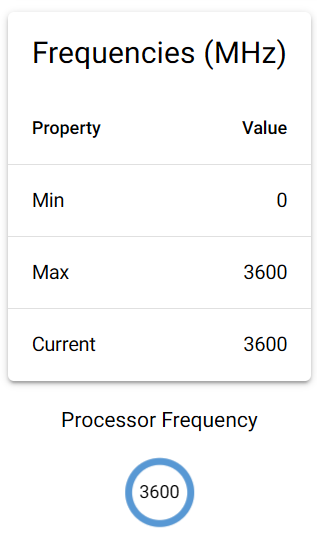 Frequencies (MHz)
Property Value
Min 0
Max 3600
Current 3600
Processor Frequency
3600